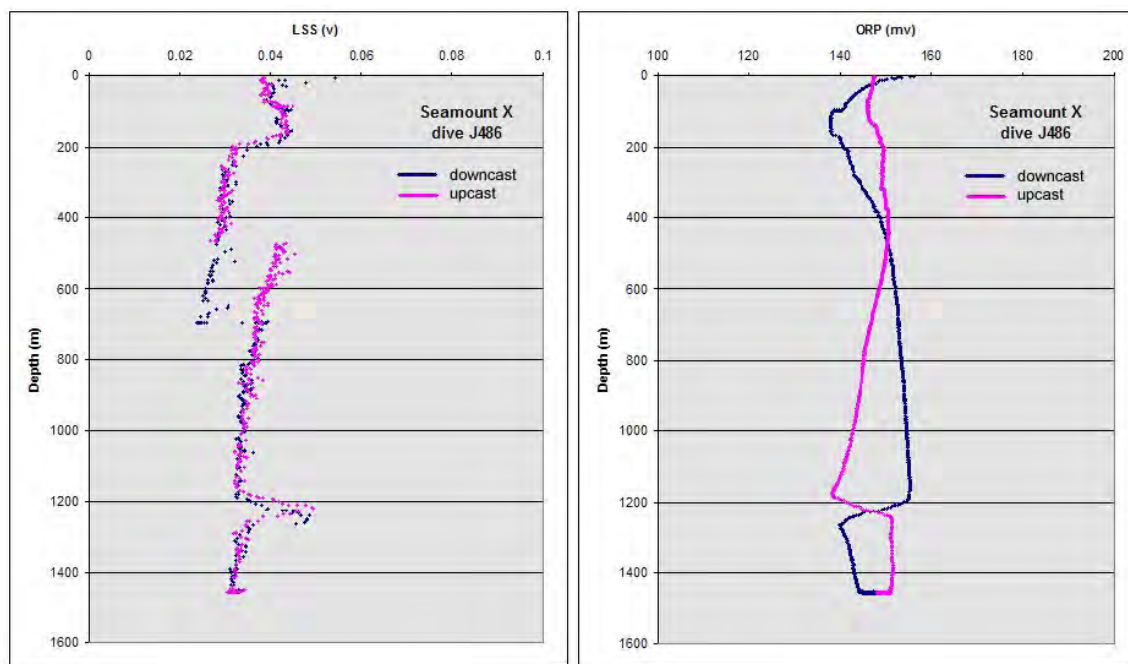 LSS (v)
0 0.02 0.04 0.06 0.08 0.1
0
200
400
600
800
1000
1200
1400
1600
Depth (m)
Seamount X
dive J486
downcast
upcast
ORP (mv)
100 120 140 160 180 200
0
200
400
600
800
1000
1200
1400
1600
Depth (m)
Seamount X
dive J486
downcast
upcast